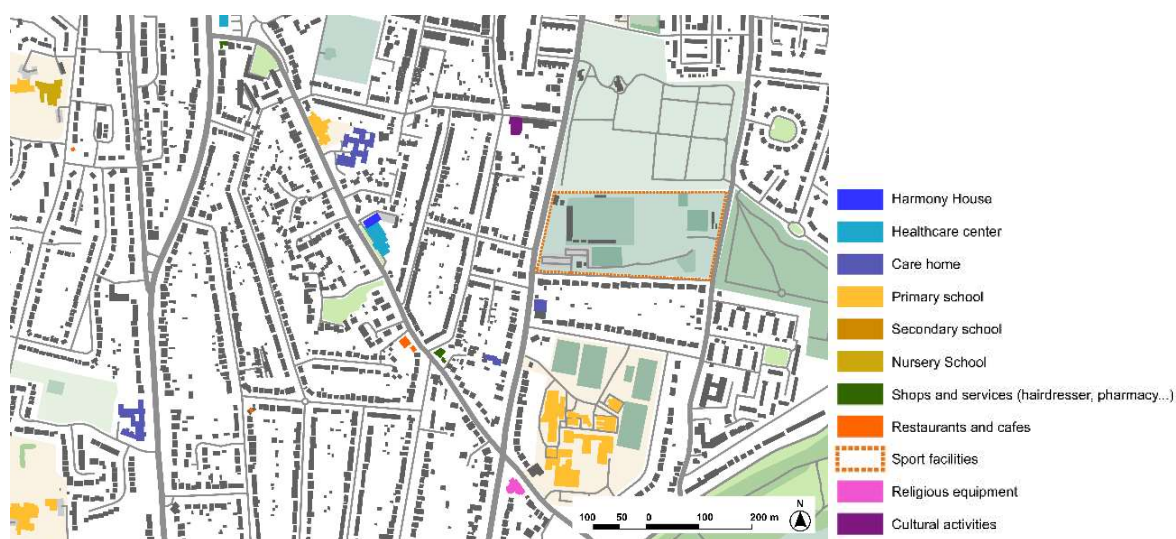 Harmony House
Healthcare center
Care home
Primary school
Secondary school
Nursery School
Shops and services (hairdresser, pharmacy...)
Restaurants and cafes
Sport facilities
Religious equipment
Cultural activities
N
100 50 0 100 200 m